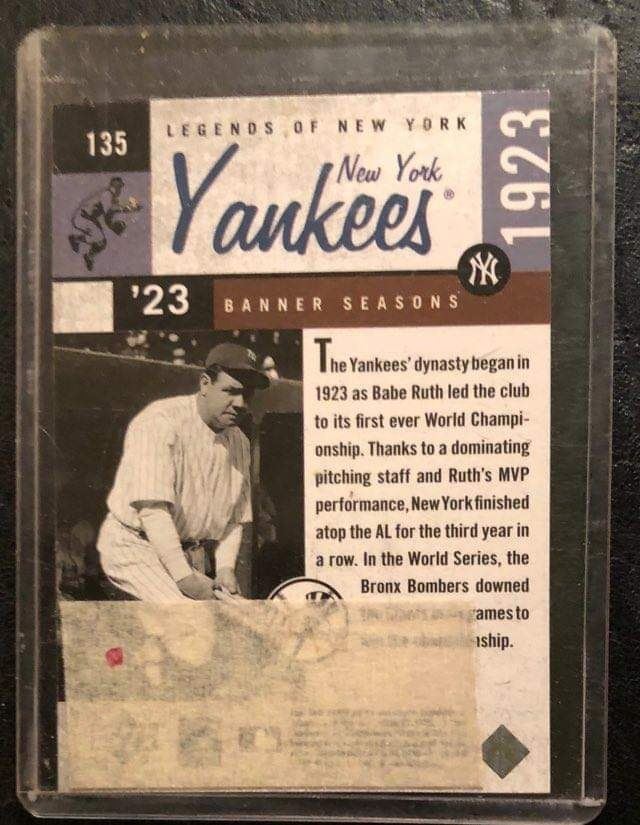 135
LEGENDS OF NEW YORK
New York
Yankees®
1923
NY
'23 BANNER SEASONS
The Yankees' dynasty began in
1923 as Babe Ruth led the club
to its first ever World Champi-
onship. Thanks to a dominating
pitching staff and Ruth's MVP
performance, New York finished
atop the AL for the third year in
a row. In the World Series, the
Bronx Bombers downed
games to
nship.